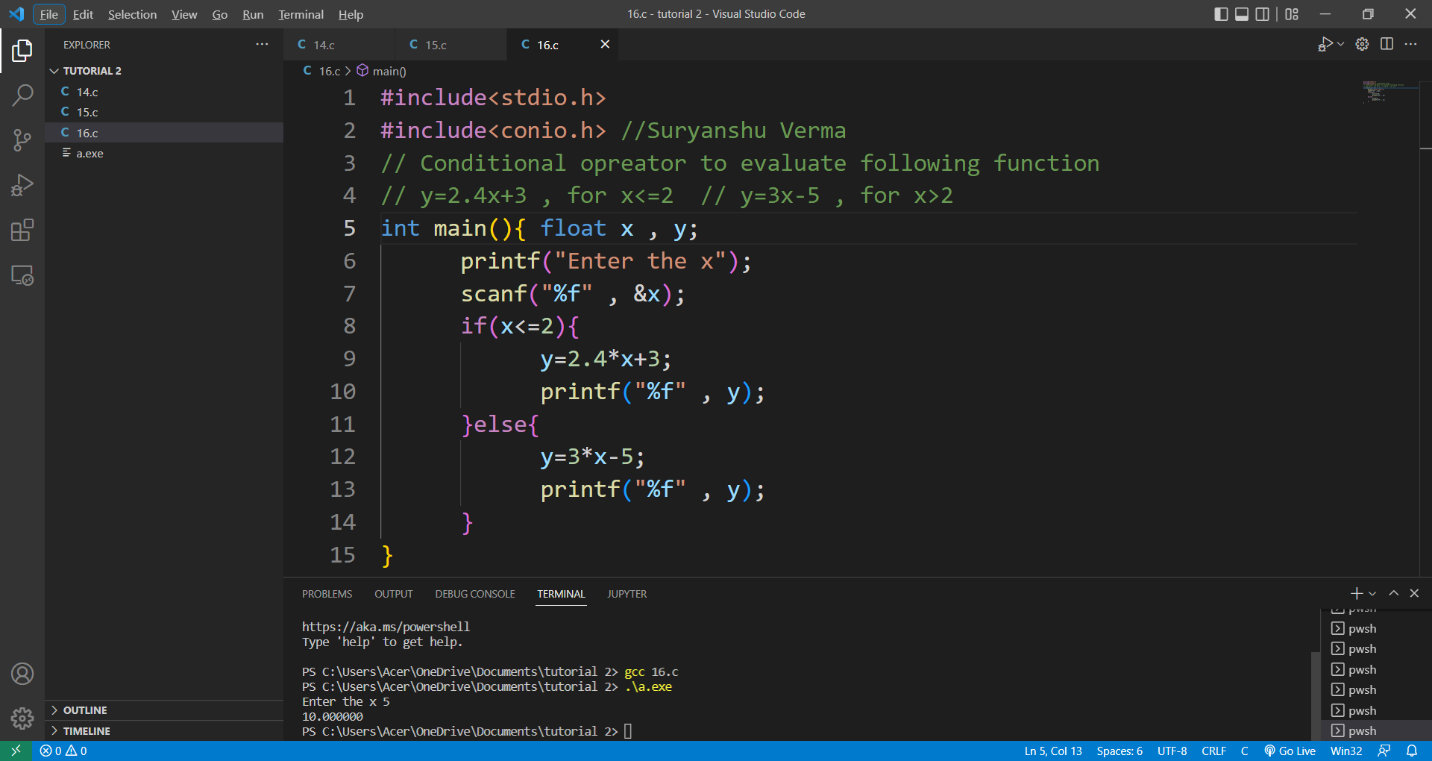 File Edit Selection View Go Run Terminal Help
16.c - tutorial 2 - Visual Studio Code
EXPLORER
TUTORIAL 2
C 14.c
C 15.c
C 16.c
a.exe
OUTLINE
TIMELINE
C 14.c C 15.c C 16.c
C 16.c > main()
1 #include<stdio.h>
2 #include<conio.h> //Suryanshu Verma
3 // Conditional opreator to evaluate following function
4 // y=2.4x+3 , for x<=2  // y=3x-5 , for x>2
5 int main(){ float x , y;
6 printf("Enter the x");
7 scanf("%f" , &x);
8 if(x<=2){
9 y=2.4*x+3;
10 printf("%f" , y);
11 }else{
12 y=3*x-5;
13 printf("%f" , y);
14 }
15 }
PROBLEMS OUTPUT DEBUG CONSOLE TERMINAL JUPYTER
https://aka.ms/powershell
Type 'help' to get help.
PS C:\Users\Acer\OneDrive\Documents\tutorial 2> gcc 16.c
PS C:\Users\Acer\OneDrive\Documents\tutorial 2> .\a.exe
Enter the x 5
10.000000
PS C:\Users\Acer\OneDrive\Documents\tutorial 2>
pwsh
pwsh
pwsh
pwsh
pwsh
pwsh
pwsh
0 0
Ln 5, Col 13 Spaces: 6 UTF-8 CRLF C Go Live Win32